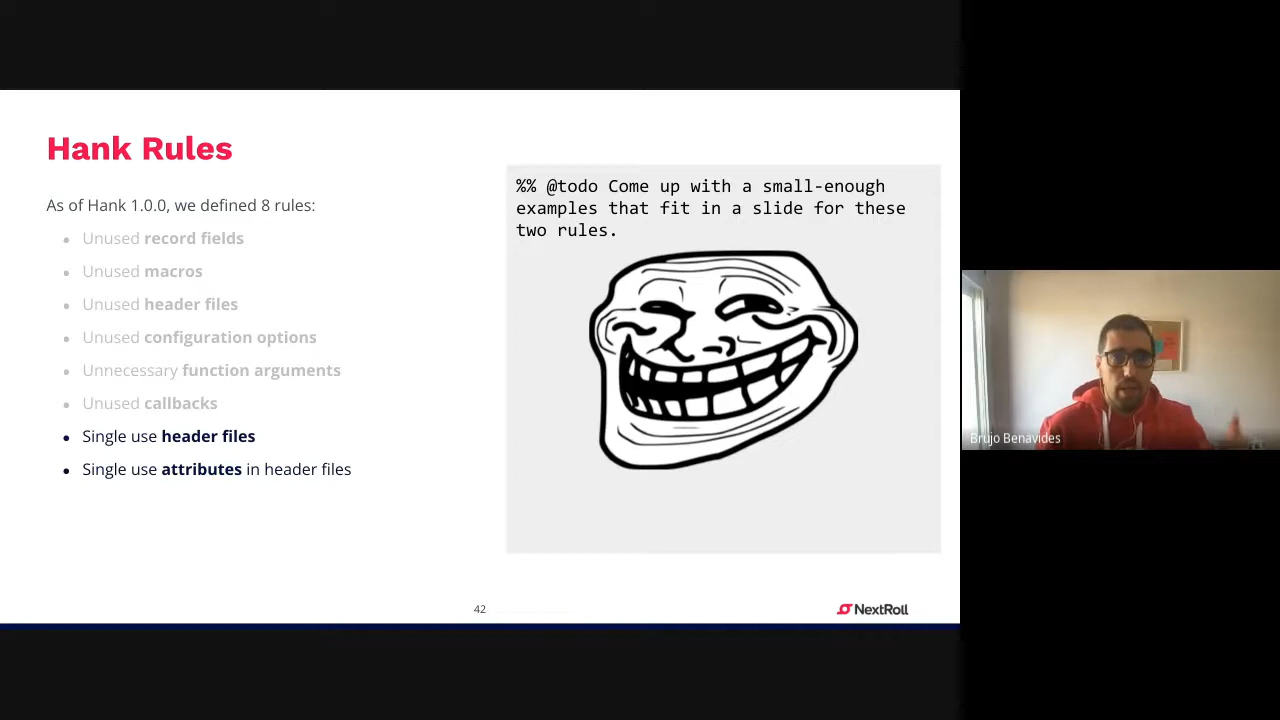 Hank Rules
As of Hank 1.0.0, we defined 8 rules:
● Unused record fields
● Unused macros
● Unused header files
● Unused configuration options
● Unnecessary function arguments
● Unused callbacks
● Single use header files
● Single use attributes in header files
%% @todo Come up with a small-enough
examples that fit in a slide for these
two rules.
42
NextRoll
Brujo Benavides